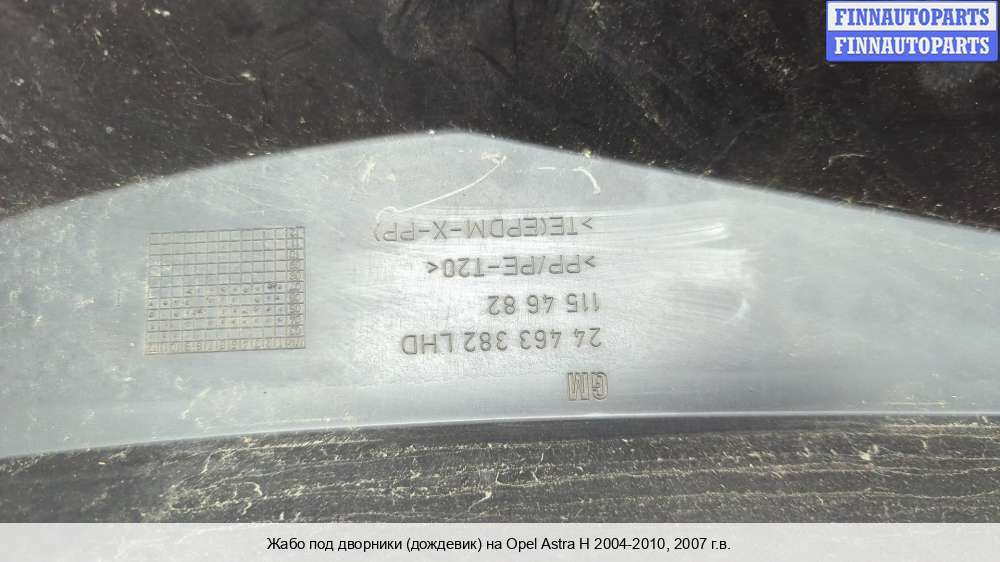 FINNAUTOPARTS
FINNAUTOPARTS
GM
24 463 382 LHD
115 46 82
>PP/PE-T20<
>TE(EPDM-X-PP)
Жабо под дворники (дождевик) на Opel Astra H 2004-2010, 2007 г.в.